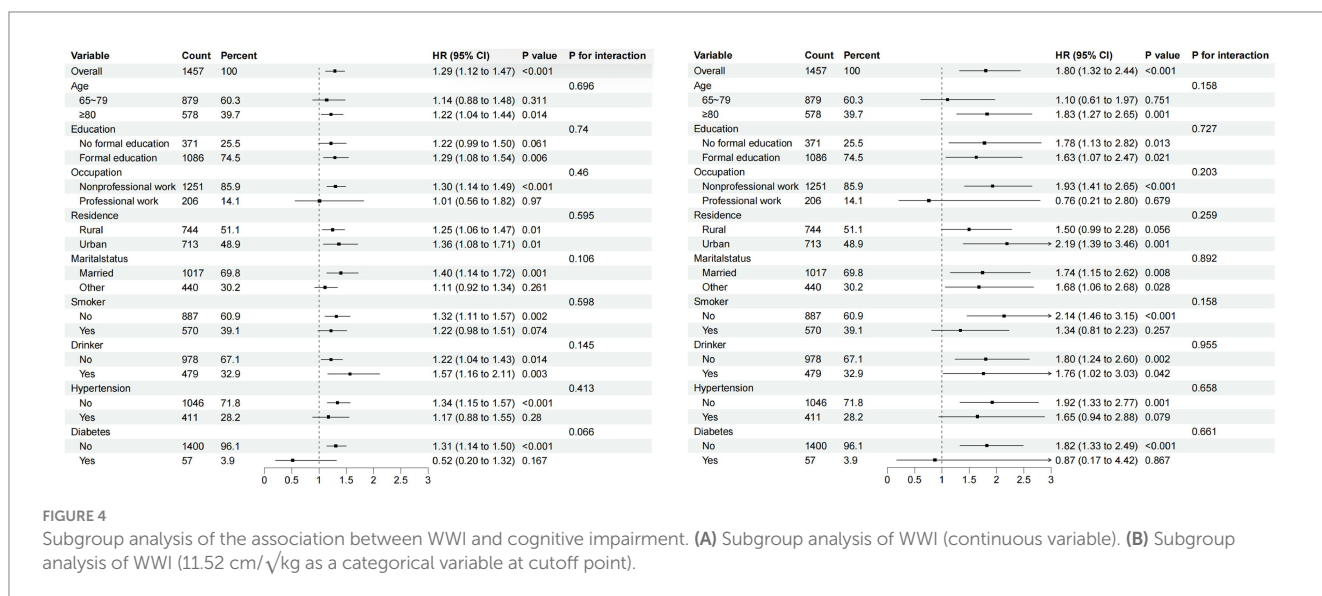 Variable Count Percent HR (95% CI) P value P for interaction
Overall 1457 100 1.29 (1.12 to 1.47) <0.001
Age 0.696
65~79 879 60.3 1.14 (0.88 to 1.48) 0.311
≥80 578 39.7 1.22 (1.04 to 1.44) 0.014
Education 0.74
No formal education 371 25.5 1.22 (0.99 to 1.50) 0.061
Formal education 1086 74.5 1.29 (1.08 to 1.54) 0.006
Occupation 0.46
Nonprofessional work 1251 85.9 1.30 (1.14 to 1.49) <0.001
Professional work 206 14.1 1.01 (0.56 to 1.82) 0.97
Residence 0.595
Rural 744 51.1 1.25 (1.06 to 1.47) 0.01
Urban 713 48.9 1.36 (1.08 to 1.71) 0.01
Maritalstatus 0.106
Married 1017 69.8 1.40 (1.14 to 1.72) 0.001
Other 440 30.2 1.11 (0.92 to 1.34) 0.261
Smoker 0.598
No 887 60.9 1.32 (1.11 to 1.57) 0.002
Yes 570 39.1 1.22 (0.98 to 1.51) 0.074
Drinker 0.145
No 978 67.1 1.22 (1.04 to 1.43) 0.014
Yes 479 32.9 1.57 (1.16 to 2.11) 0.003
Hypertension 0.413
No 1046 71.8 1.34 (1.15 to 1.57) <0.001
Yes 411 28.2 1.17 (0.88 to 1.55) 0.28
Diabetes 0.066
No 1400 96.1 1.31 (1.14 to 1.50) <0.001
Yes 57 3.9 0.52 (0.20 to 1.32) 0.167
0 0.5 1 1.5 2 2.5 3
Variable Count Percent HR (95% CI) P value P for interaction
Overall 1457 100 1.80 (1.32 to 2.44) <0.001
Age 0.158
65~79 879 60.3 1.10 (0.61 to 1.97) 0.751
≥80 578 39.7 1.83 (1.27 to 2.65) 0.001
Education 0.727
No formal education 371 25.5 1.78 (1.13 to 2.82) 0.013
Formal education 1086 74.5 1.63 (1.07 to 2.47) 0.021
Occupation 0.203
Nonprofessional work 1251 85.9 1.93 (1.41 to 2.65) <0.001
Professional work 206 14.1 0.76 (0.21 to 2.80) 0.679
Residence 0.259
Rural 744 51.1 1.50 (0.99 to 2.28) 0.056
Urban 713 48.9 2.19 (1.39 to 3.46) 0.001
Maritalstatus 0.892
Married 1017 69.8 1.74 (1.15 to 2.62) 0.008
Other 440 30.2 1.68 (1.06 to 2.68) 0.028
Smoker 0.158
No 887 60.9 2.14 (1.46 to 3.15) <0.001
Yes 570 39.1 1.34 (0.81 to 2.23) 0.257
Drinker 0.955
No 978 67.1 1.80 (1.24 to 2.60) 0.002
Yes 479 32.9 1.76 (1.02 to 3.03) 0.042
Hypertension 0.658
No 1046 71.8 1.92 (1.33 to 2.77) 0.001
Yes 411 28.2 1.65 (0.94 to 2.88) 0.079
Diabetes 0.661
No 1400 96.1 1.82 (1.33 to 2.49) <0.001
Yes 57 3.9 0.87 (0.17 to 4.42) 0.867
0 0.5 1 1.5 2 2.5 3
FIGURE 4
Subgroup analysis of the association between WWI and cognitive impairment. (A) Subgroup analysis of WWI (continuous variable). (B) Subgroup
analysis of WWI (11.52 cm/√kg as a categorical variable at cutoff point).